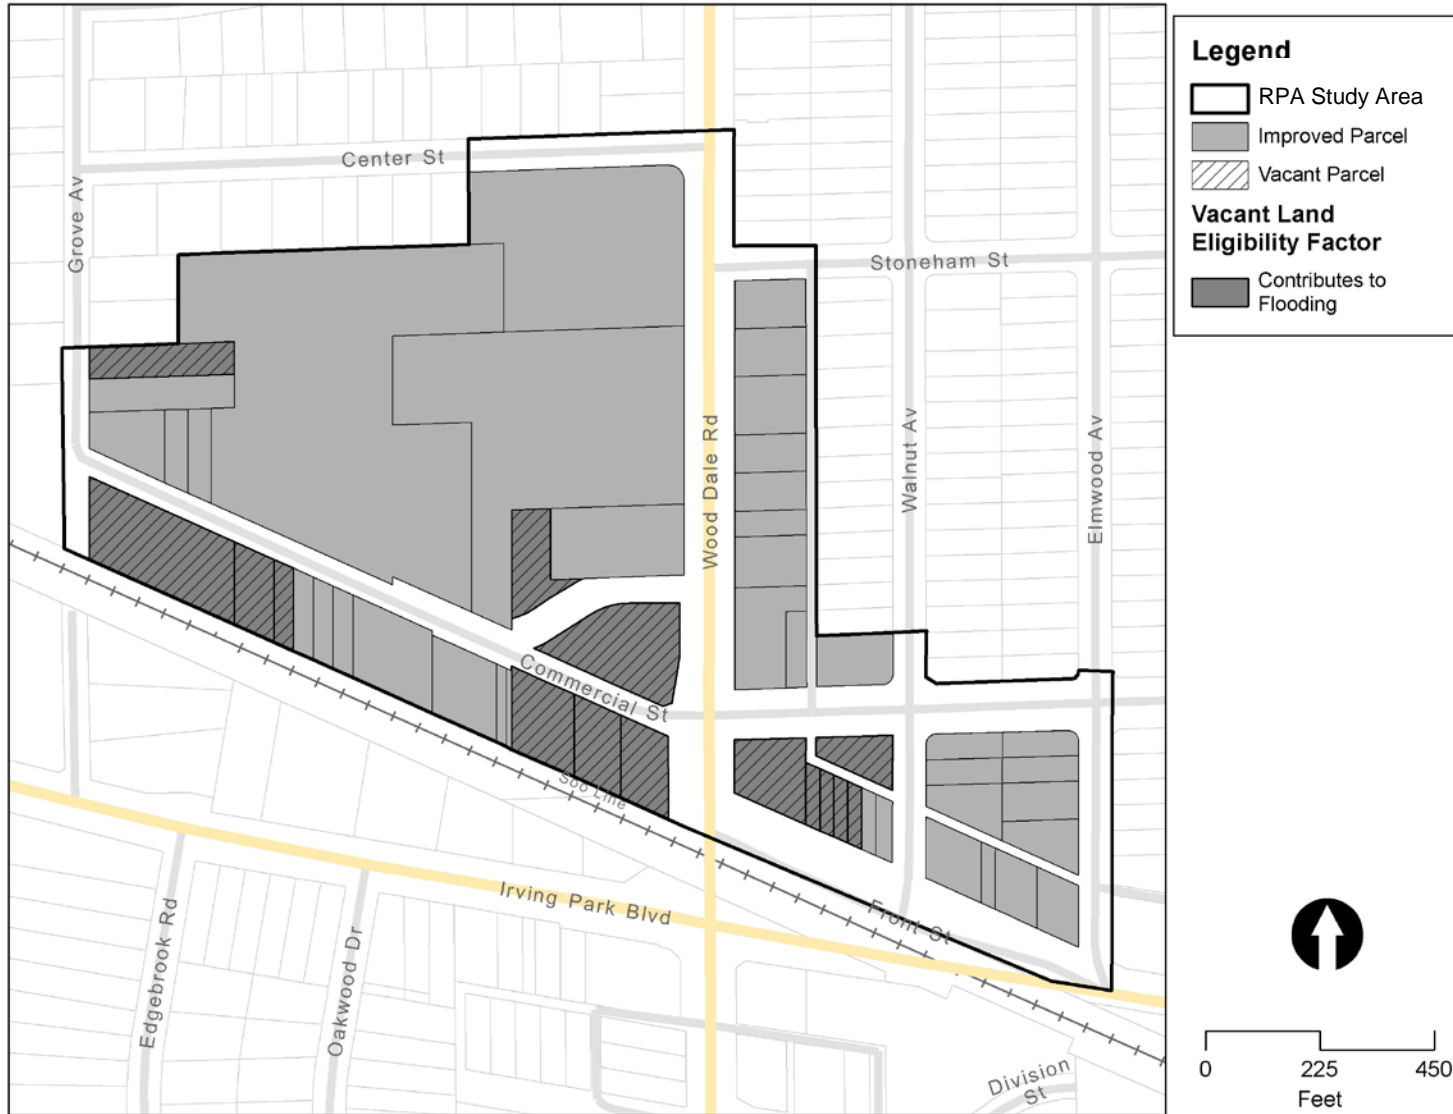 Legend
RPA Study Area
Improved Parcel
Vacant Parcel
Vacant Land
Eligibility Factor
Contributes to
Flooding
Center St
Grove Av
Stoneham St
Wood Dale Rd
Walnut Av
Elmwood Av
Commercial St
Soo Line
Irving Park Blvd
Front St
Edgebrook Rd
Oakwood Dr
Division
St
0 225 450
Feet